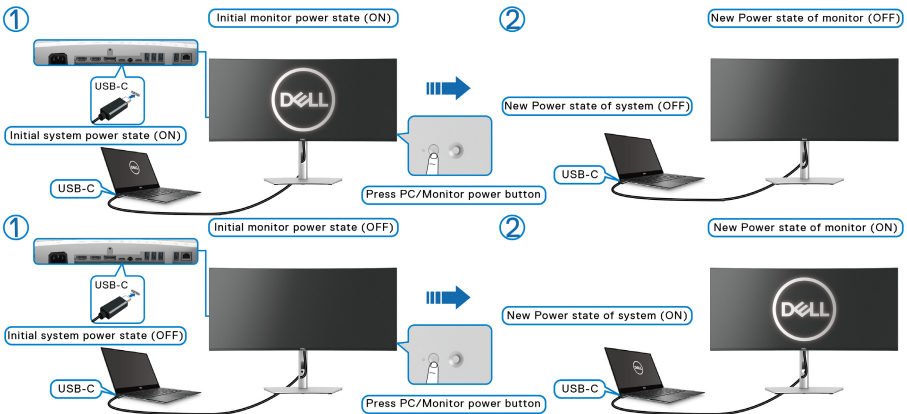 1
Initial monitor power state (ON)
2
New Power state of monitor (OFF)
USB-C
DELL
New Power state of system (OFF)
Initial system power state (ON)
DELL
USB-C
Press PC/Monitor power button
USB-C
1
Initial monitor power state (OFF)
2
New Power state of monitor (ON)
USB-C
DELL
New Power state of system (ON)
Initial system power state (OFF)
DELL
USB-C
Press PC/Monitor power button
USB-C